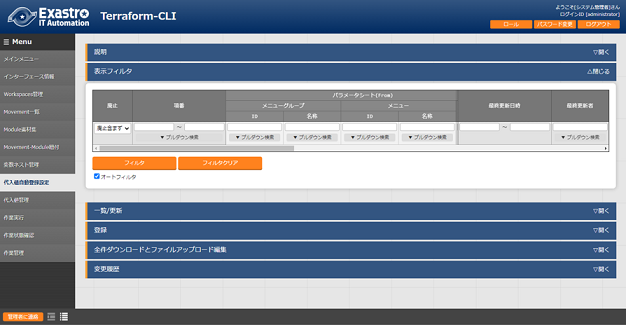 Exastro
IT Automation
Terraform-CLI
ようこそ[システム管理者]さん
ログインID [administrator]
ロール
パスワード変更
ログアウト
Menu
メインメニュー
インターフェース情報
Workspaces管理
Movement一覧
Module素材集
Movement-Module紐付
変数ネスト管理
代入値自動登録設定
代入値管理
作業実行
作業状態確認
作業管理
説明
▽開く
表示フィルタ
△閉じる
廃止
項番
パラメータシート(From)
最終更新日時
最終更新者
メニューグループ
メニュー
ID
名称
ID
名称
廃止含まず
~
~
▼ プルダウン検索
▼ プルダウン検索
▼ プルダウン検索
▼ プルダウン検索
▼ プルダウン検索
▼ プルダウン検索
フィルタ
フィルタクリア
オートフィルタ
一覧/更新
▽開く
登録
▽開く
全件ダウンロードとファイルアップロード編集
▽開く
変更履歴
▽開く
管理者に連絡